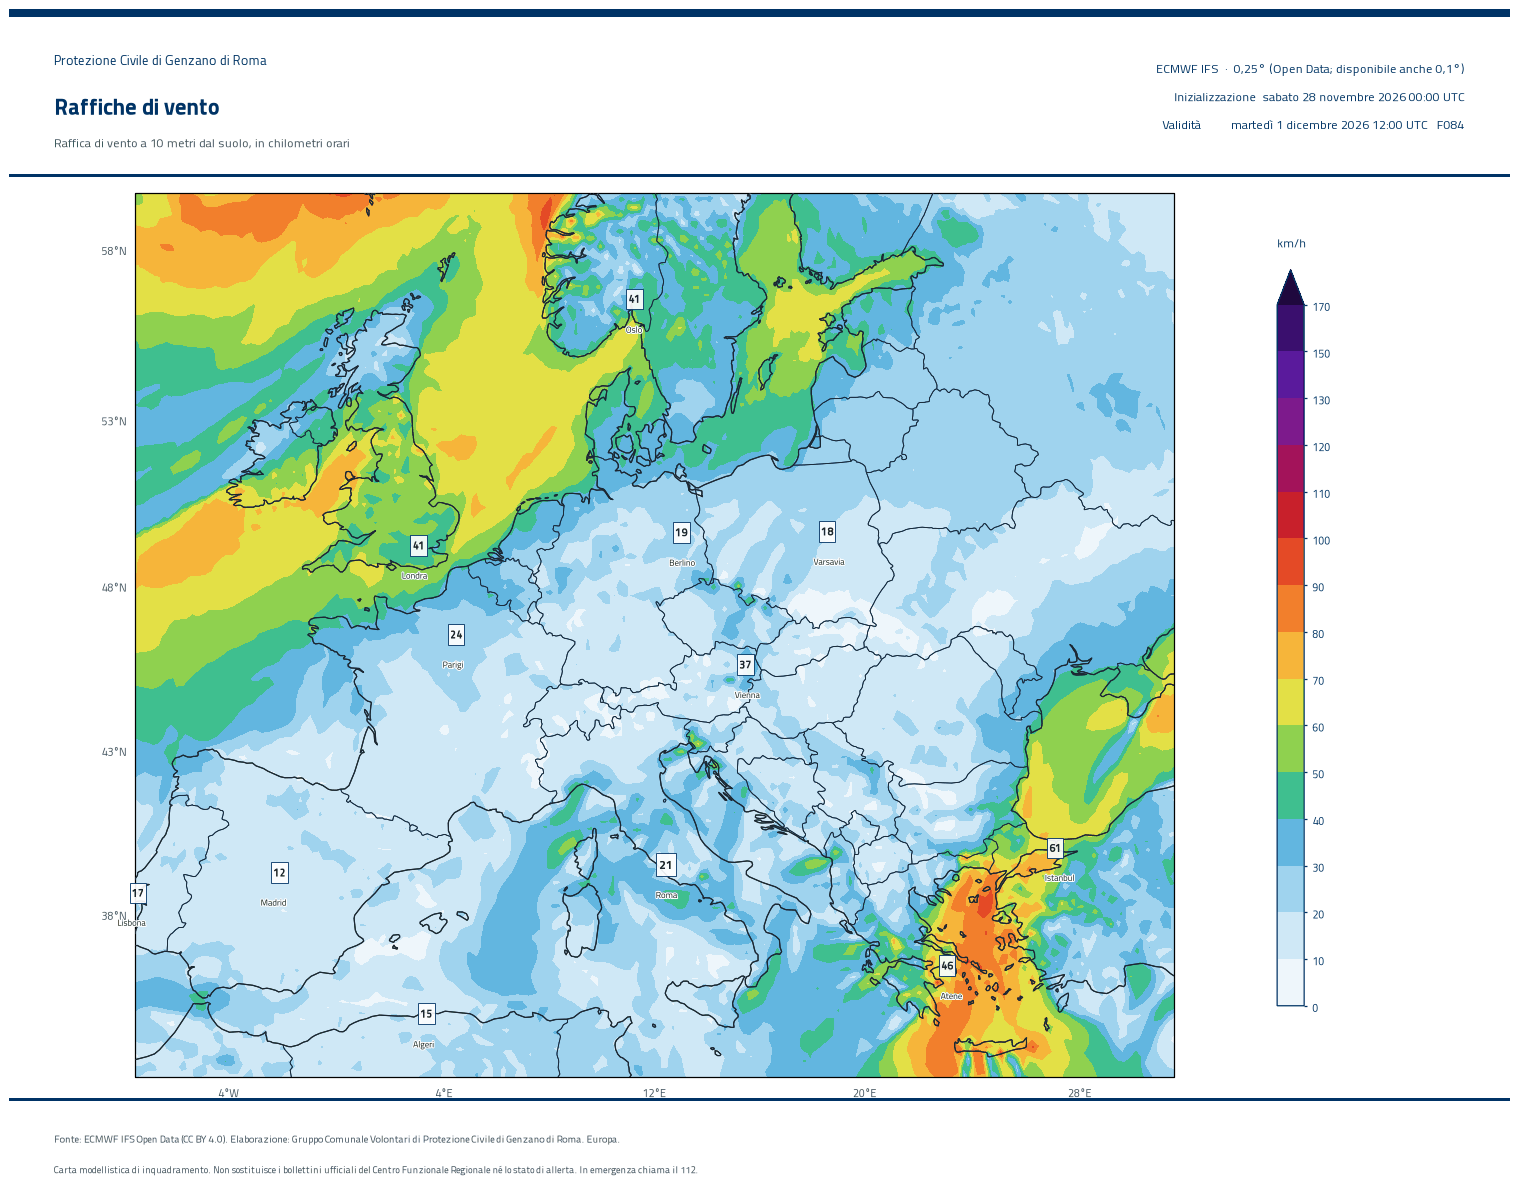 Protezione Civile di Genzano di Roma
Raffiche di vento
Raffica di vento a 10 metri dal suolo, in chilometri orari
ECMWF IFS · 0,25° (Open Data; disponibile anche 0,1°)
Inizializzazione sabato 28 novembre 2026 00:00 UTC
Validità martedì 1 dicembre 2026 12:00 UTC F084
58°N
53°N
48°N
43°N
38°N
4°W
4°E
12°E
20°E
28°E
41
Oslo
41
Londra
19
Berlino
18
Varsavia
24
Parigi
37
Vienna
61
Istanbul
21
Roma
12
Madrid
17
Lisbona
46
Atene
15
Algeri
km/h
170
150
130
120
110
100
90
80
70
60
50
40
30
20
10
0
Fonte: ECMWF IFS Open Data (CC BY 4.0). Elaborazione: Gruppo Comunale Volontari di Protezione Civile di Genzano di Roma. Europa.
Carta modellistica di inquadramento. Non sostituisce i bollettini ufficiali del Centro Funzionale Regionale né lo stato di allerta. In emergenza chiama il 112.